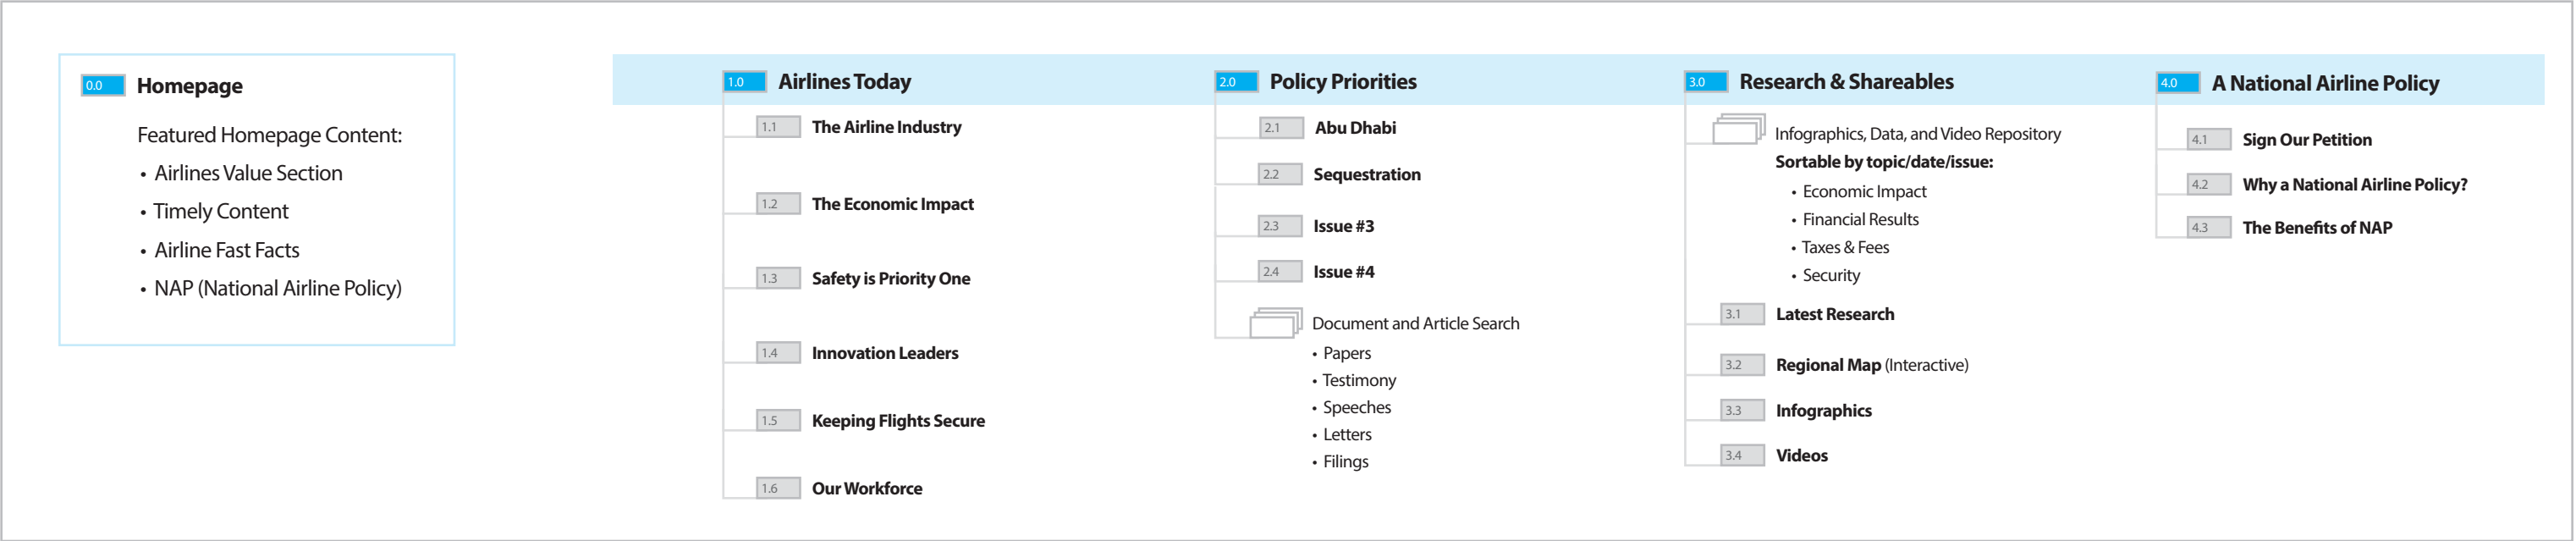 0.0 Homepage
Featured Homepage Content:
• Airlines Value Section
• Timely Content
• Airline Fast Facts
• NAP (National Airline Policy)
1.0 Airlines Today
1.1 The Airline Industry
1.2 The Economic Impact
1.3 Safety is Priority One
1.4 Innovation Leaders
1.5 Keeping Flights Secure
1.6 Our Workforce
2.0 Policy Priorities
2.1 Abu Dhabi
2.2 Sequestration
2.3 Issue #3
2.4 Issue #4
Document and Article Search
• Papers
• Testimony
• Speeches
• Letters
• Filings
3.0 Research & Shareables
Infographics, Data, and Video Repository
Sortable by topic/date/issue:
• Economic Impact
• Financial Results
• Taxes & Fees
• Security
3.1 Latest Research
3.2 Regional Map (Interactive)
3.3 Infographics
3.4 Videos
4.0 A National Airline Policy
4.1 Sign Our Petition
4.2 Why a National Airline Policy?
4.3 The Benefits of NAP